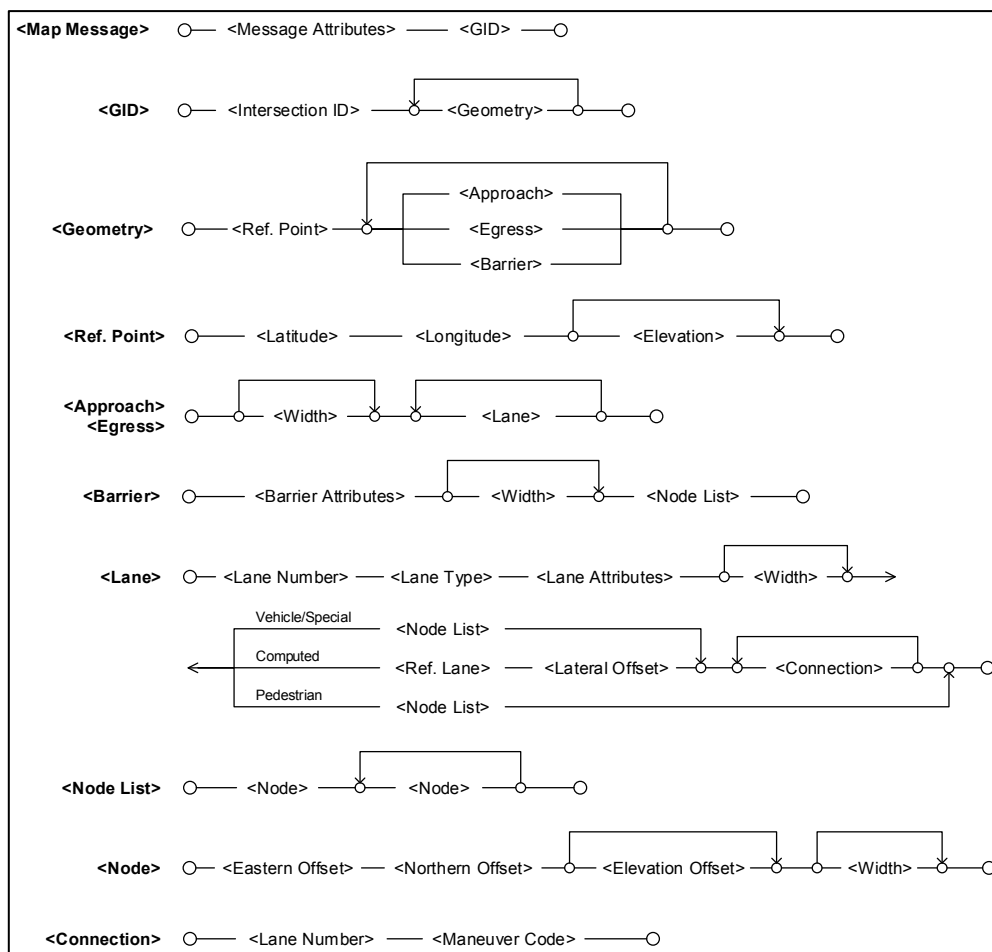 <Map Message> <Message Attributes> <GID>
<GID> <Intersection ID> <Geometry>
<Approach>
<Geometry> <Ref. Point> <Egress>
<Barrier>
<Ref. Point> <Latitude> <Longitude> <Elevation>
<Approach>
<Egress> <Width> <Lane>
<Barrier> <Barrier Attributes> <Width> <Node List>
<Lane> <Lane Number> <Lane Type> <Lane Attributes> <Width>
Vehicle/Special <Node List>
Computed <Ref. Lane> <Lateral Offset> <Connection>
Pedestrian <Node List>
<Node List> <Node> <Node>
<Node> <Eastern Offset> <Northern Offset> <Elevation Offset> <Width>
<Connection> <Lane Number> <Maneuver Code>